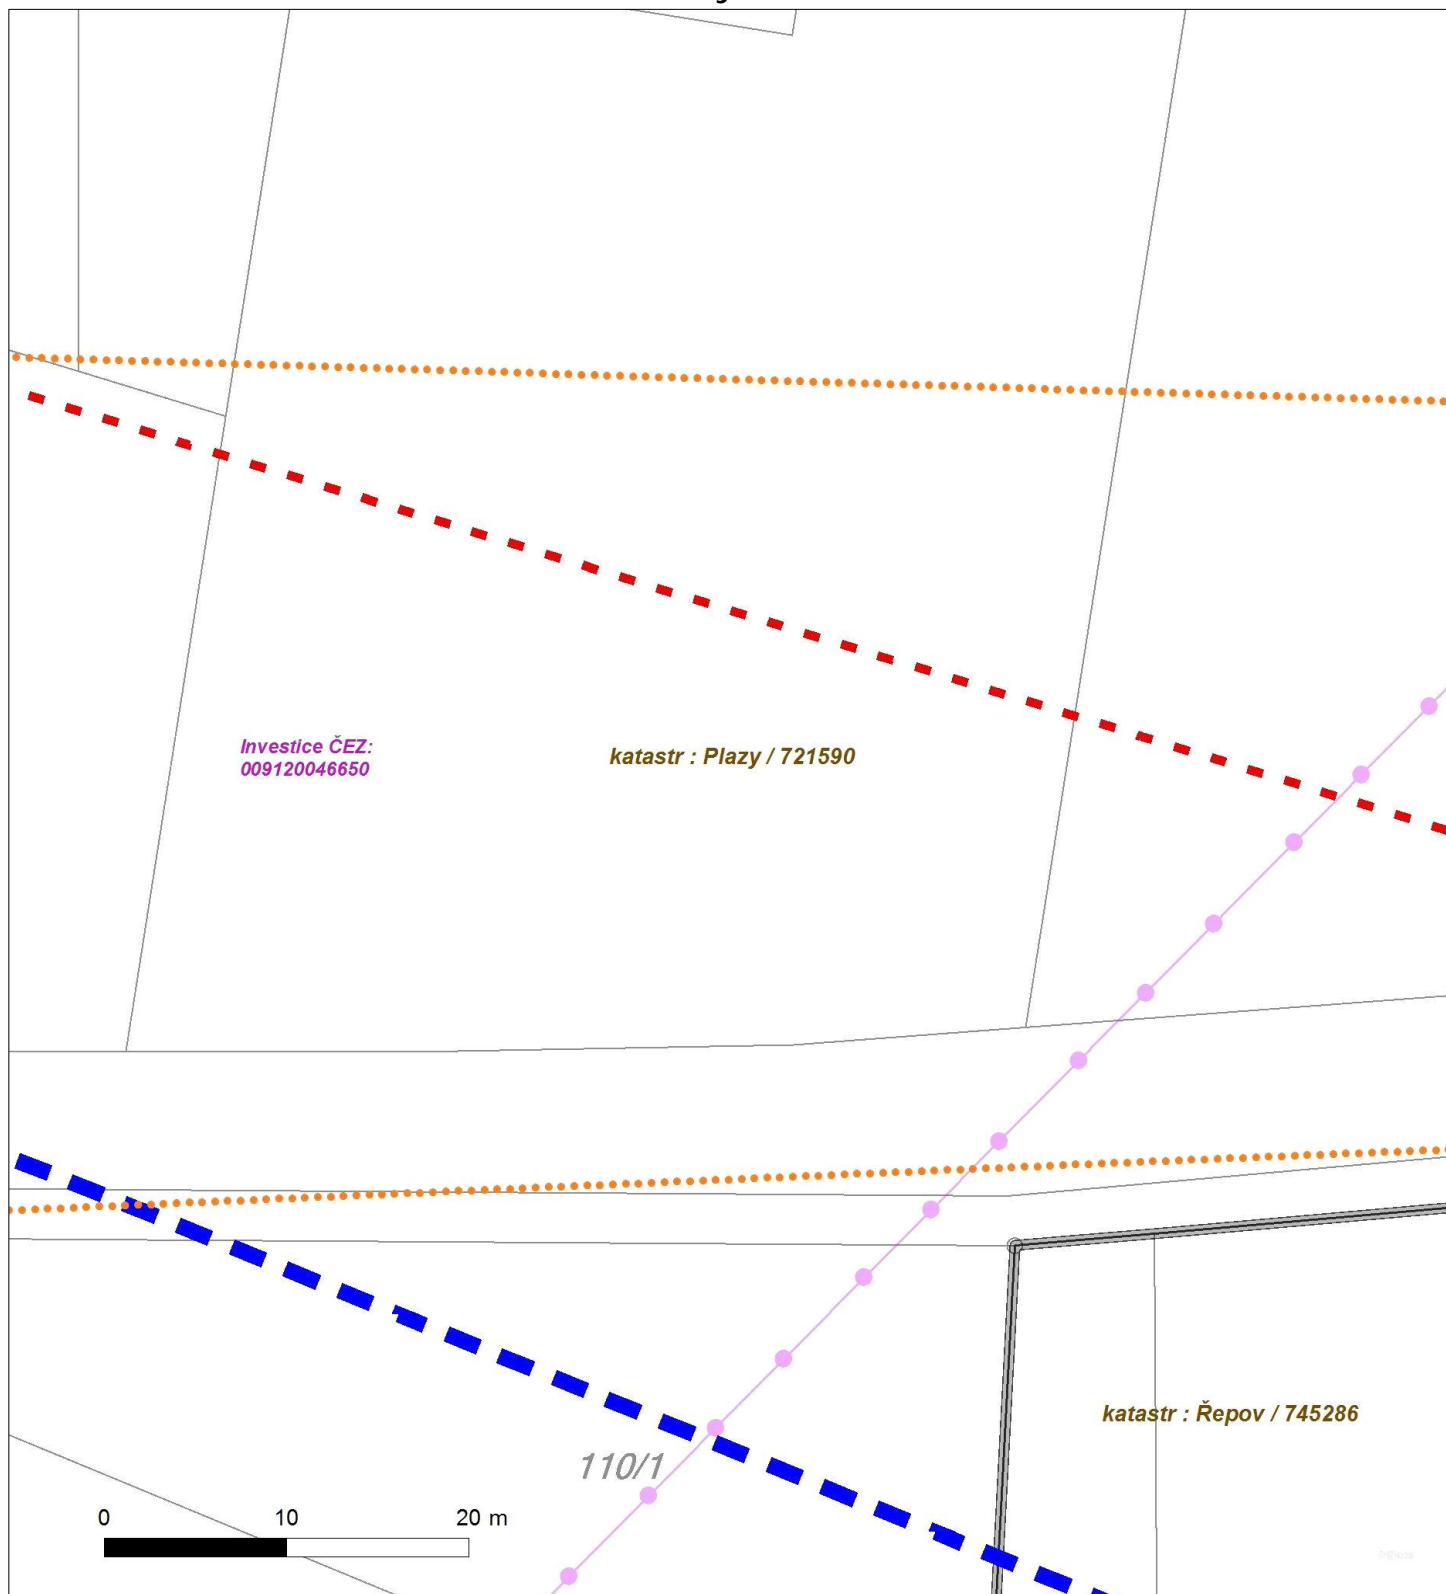 Investice ČEZ:
009120046650
katastr : Plazy / 721590
katastr : Řepov / 745286
110/1
0 10 20 m